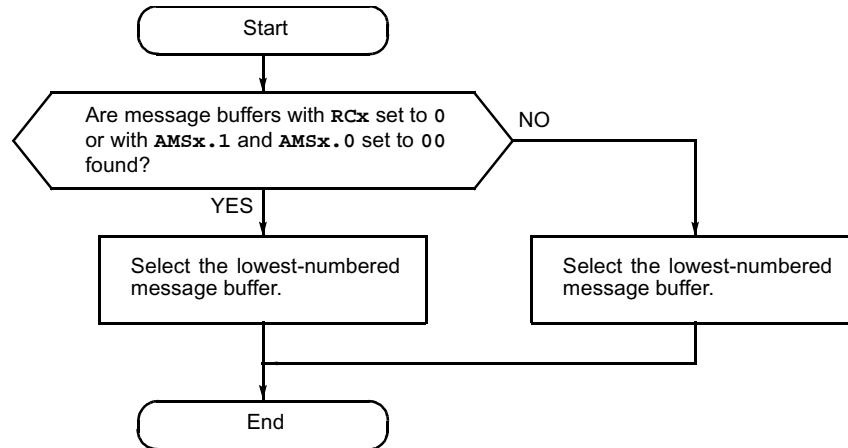 Start
Are message buffers with RCx set to 0
or with AMSx.1 and AMSx.0 set to 00
found?
NO
YES
Select the lowest-numbered
message buffer.
Select the lowest-numbered
message buffer.
End